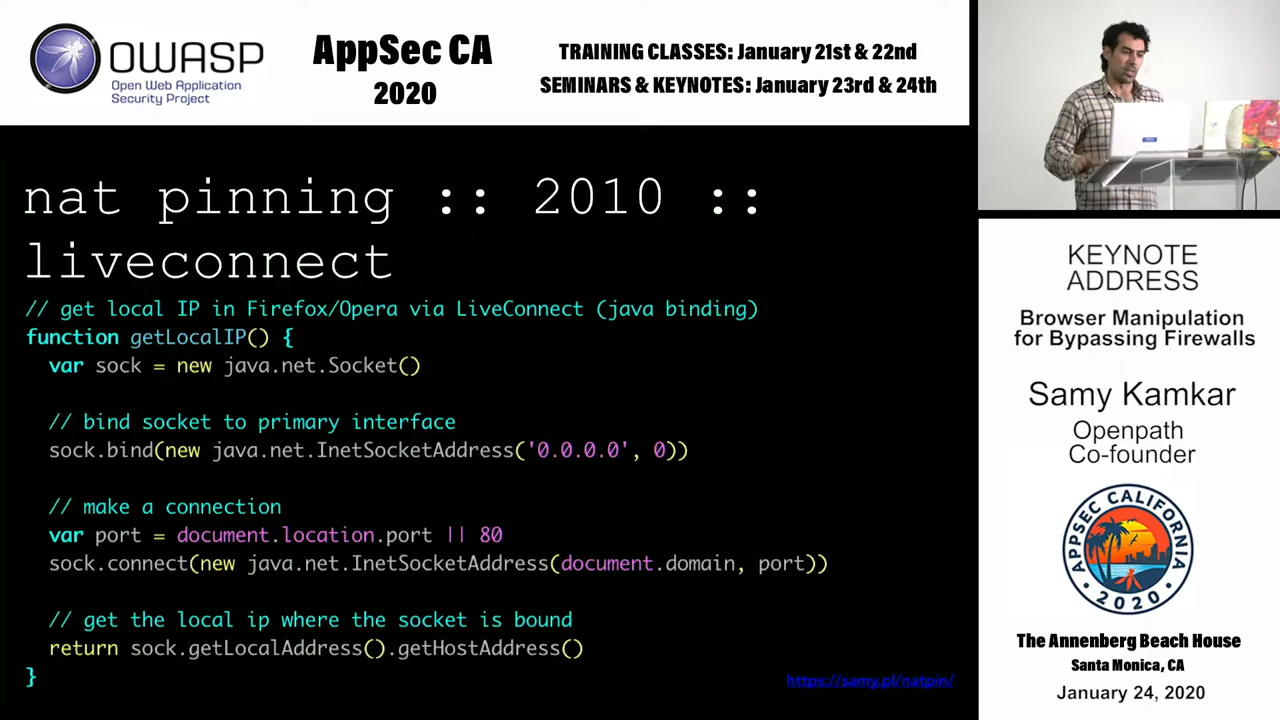 OWASP
Open Web Application
Security Project
AppSec CA
2020
TRAINING CLASSES: January 21st & 22nd
SEMINARS & KEYNOTES: January 23rd & 24th
nat pinning :: 2010 ::
liveconnect
// get local IP in Firefox/Opera via LiveConnect (java binding)
function getLocalIP() {
var sock = new java.net.Socket()
// bind socket to primary interface
sock.bind(new java.net.InetSocketAddress('0.0.0.0', 0))
// make a connection
var port = document.location.port || 80
sock.connect(new java.net.InetSocketAddress(document.domain, port))
// get the local ip where the socket is bound
return sock.getLocalAddress().getHostAddress()
}
https://samy.pl/natpin/
KEYNOTE
ADDRESS
Browser Manipulation
for Bypassing Firewalls
Samy Kamkar
Openpath
Co-founder
APPSEC CALIFORNIA
2020
The Annenberg Beach House
Santa Monica, CA
January 24, 2020